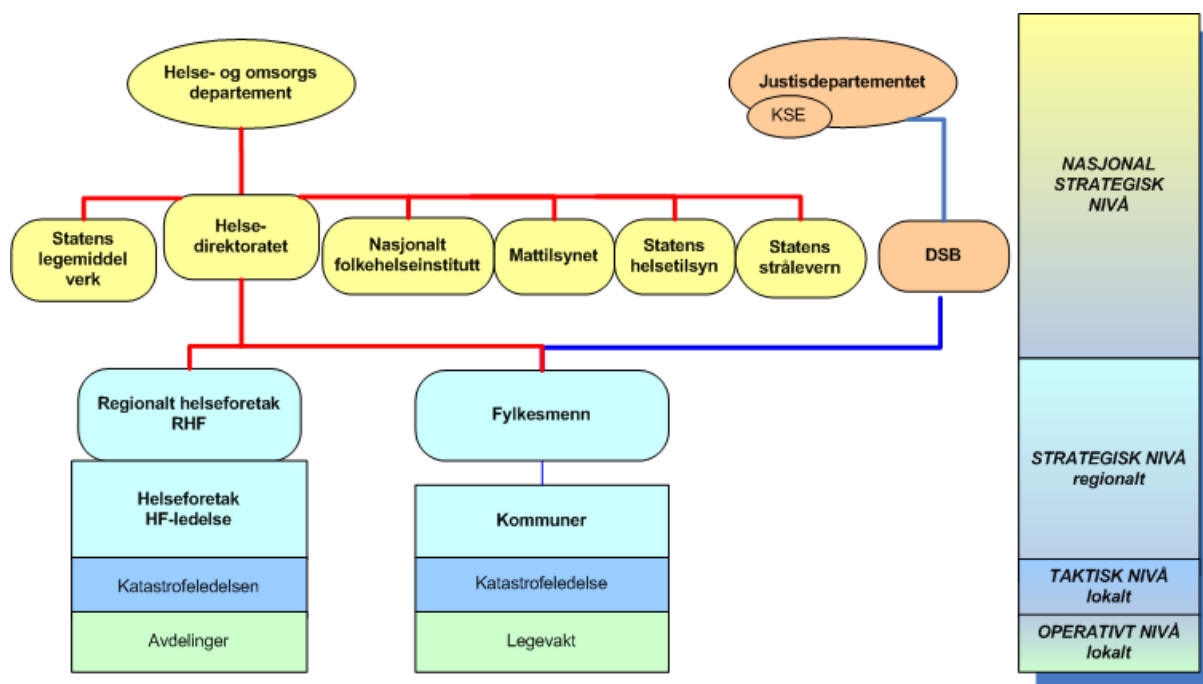 Helse- og omsorgs
departement
Justisdepartementet
KSE
NASJONAL
STRATEGISK
NIVÅ
Statens
legemiddel
verk
Helse-
direktoratet
Nasjonalt
folkehelseinstitutt
Mattilsynet
Statens
helsetilsyn
Statens
strålevern
DSB
Regionalt helseforetak
RHF
Fylkesmenn
STRATEGISK NIVÅ
regionalt
Helseforetak
HF-ledelse
Kommuner
Katastrofeledelsen
Katastrofeledelse
TAKTISK NIVÅ
lokalt
Avdelinger
Legevakt
OPERATIVT NIVÅ
lokalt